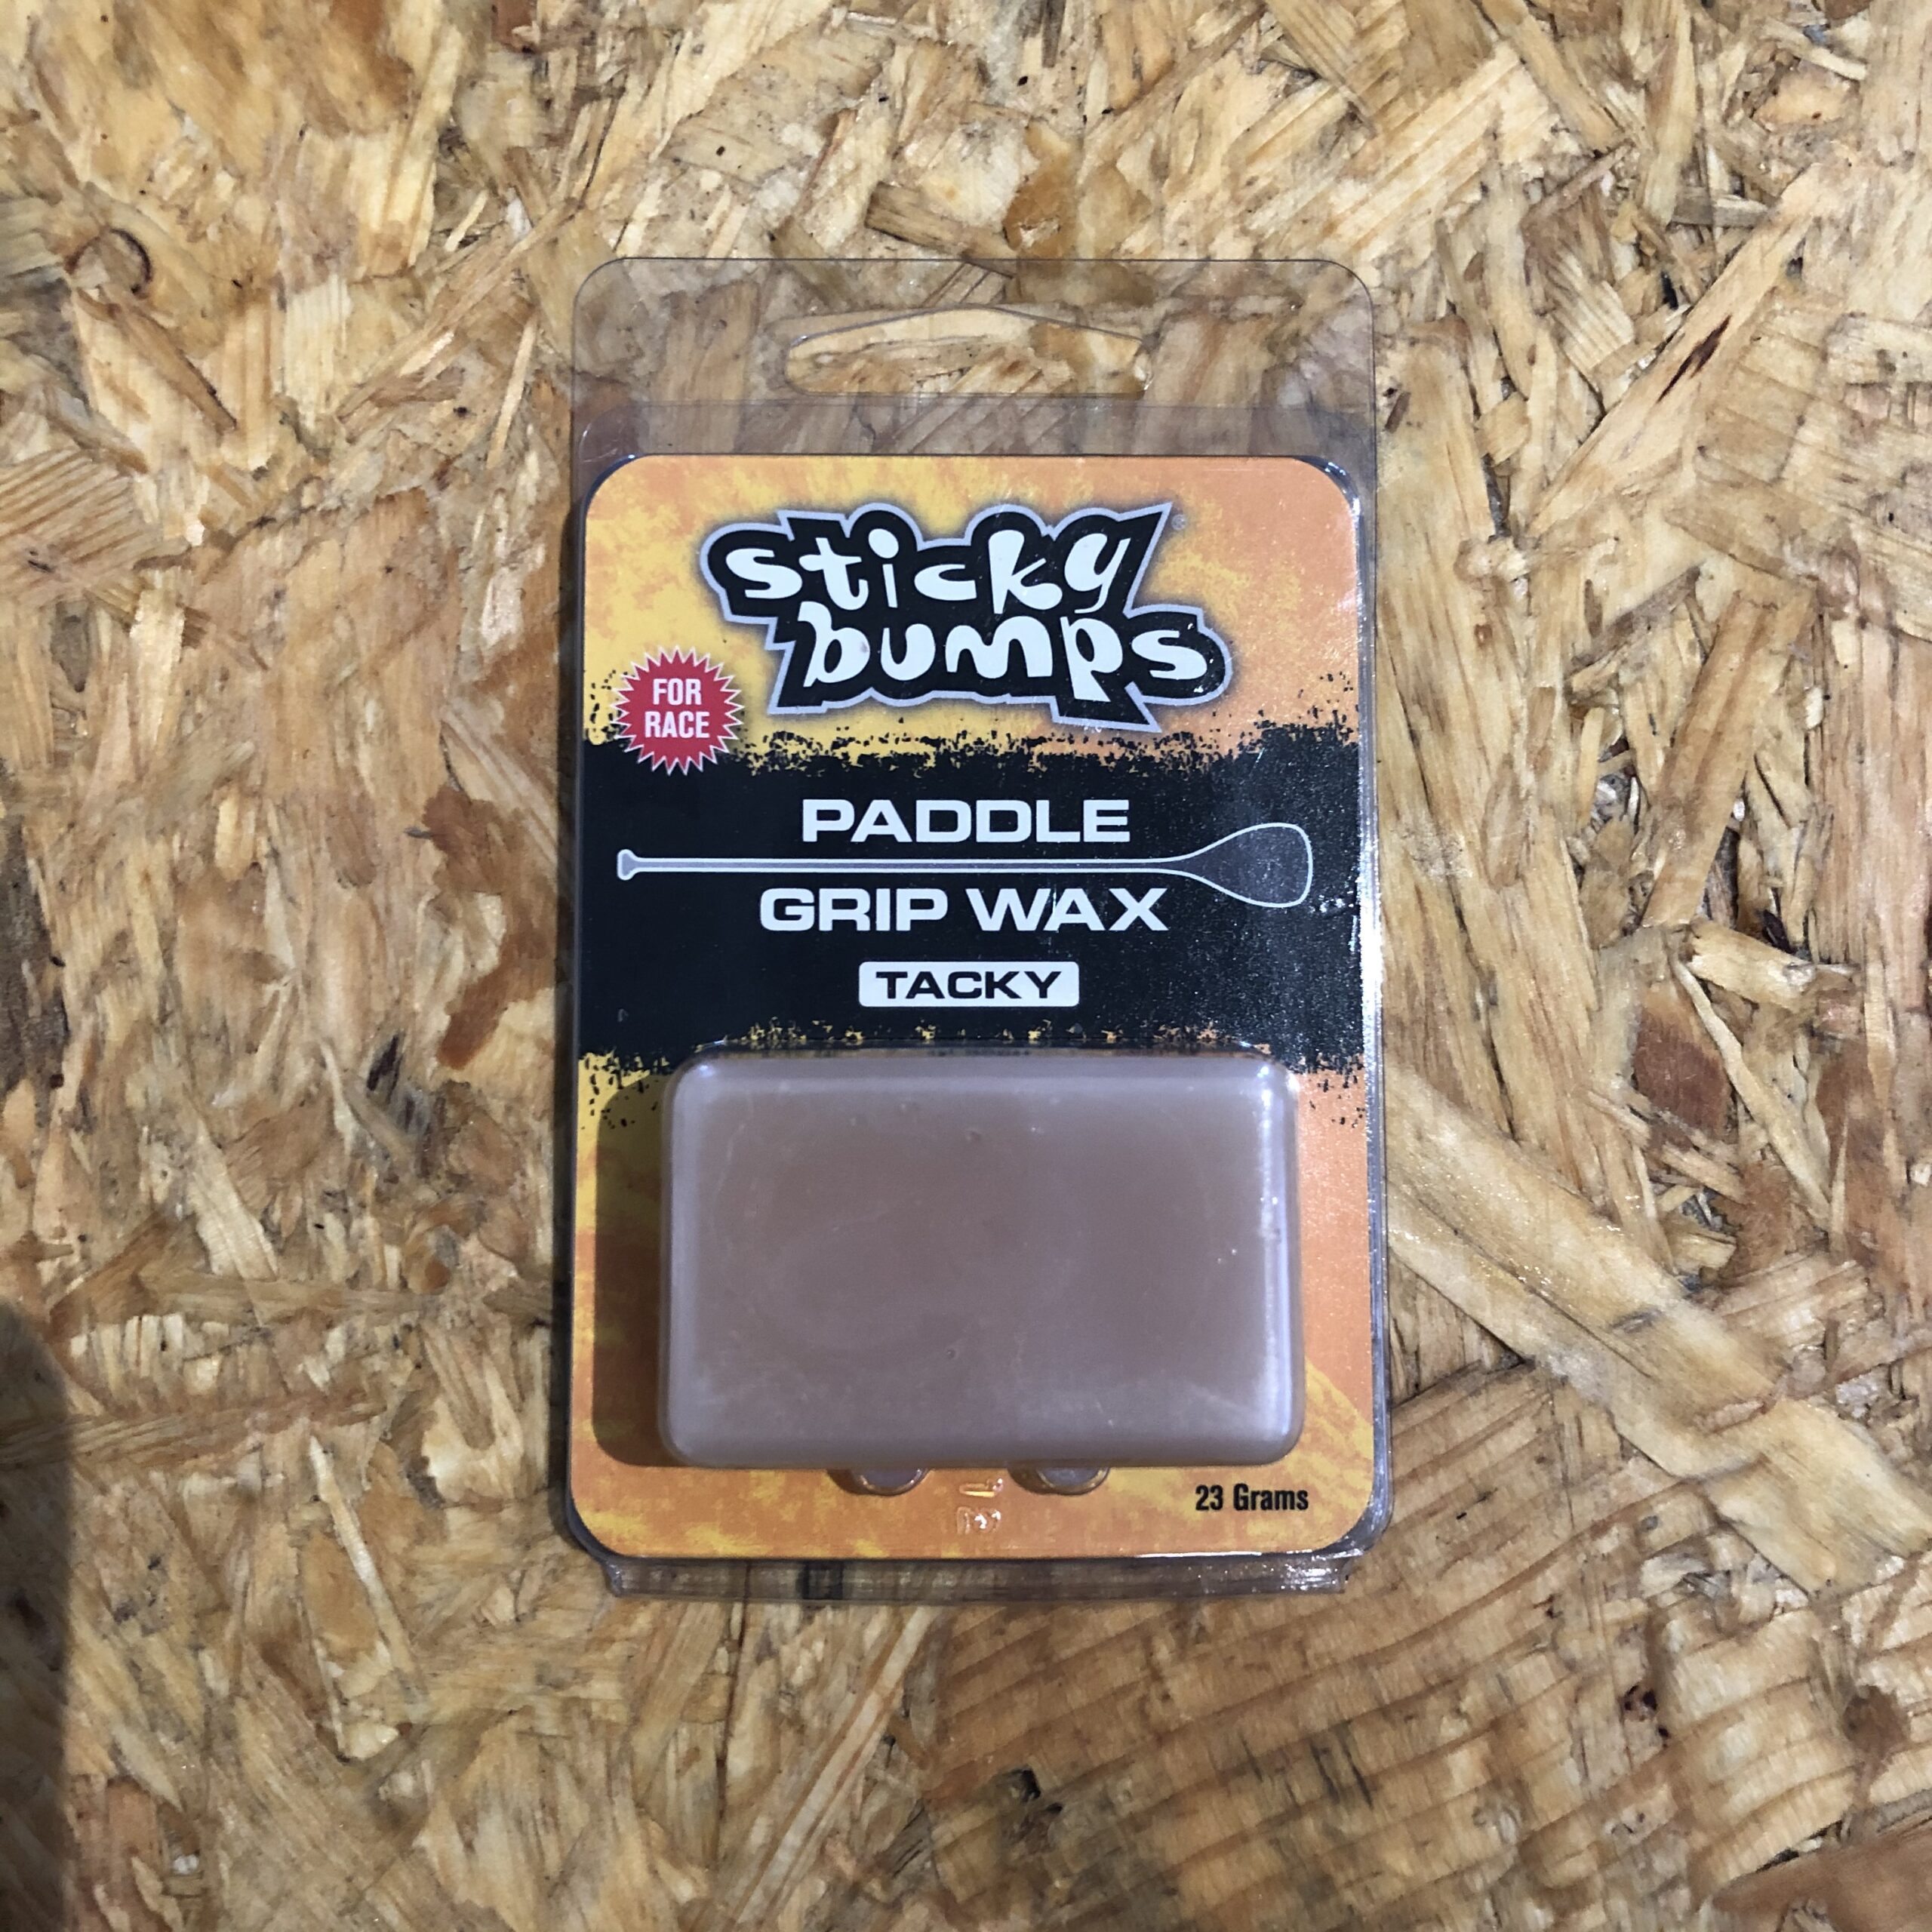 sticky
bumps
FOR
RACE
PADDLE
GRIP WAX
TACKY
23 Grams